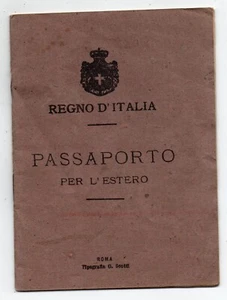 REGNO D'ITALIA
PASSAPORTO
PER L'ESTERO
ROMA
Tipografia G.